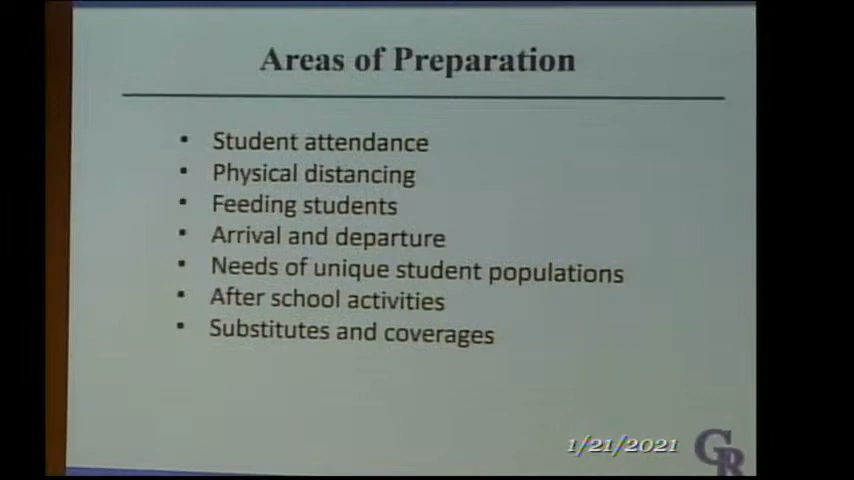 Areas of Preparation
• Student attendance
• Physical distancing
• Feeding students
• Arrival and departure
• Needs of unique student populations
• After school activities
• Substitutes and coverages
1/21/2021
GR